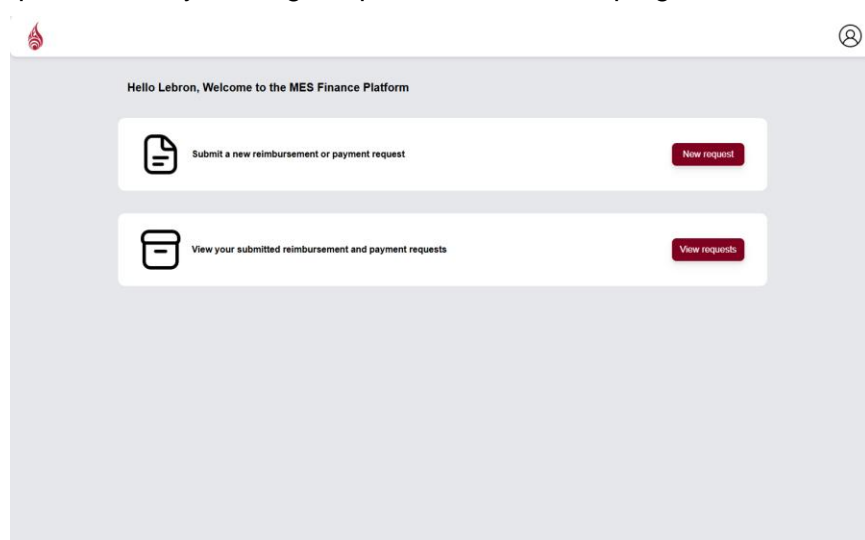 Hello Lebron, Welcome to the MES Finance Platform
Submit a new reimbursement or payment request
New request
View your submitted reimbursement and payment requests
View requests